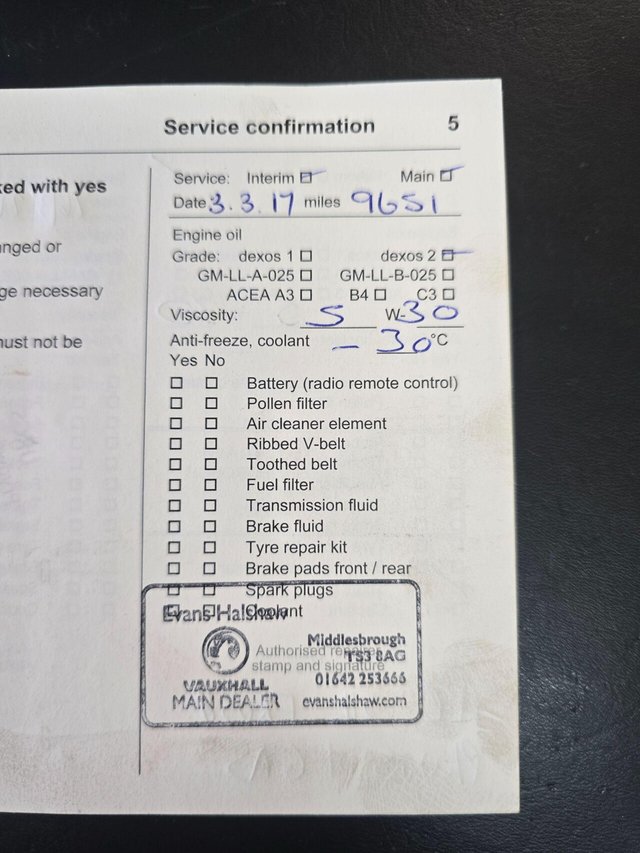 Service confirmation 5
ked with yes
anged or
ge necessary
must not be
Service: Interim Main
Date 3.3.17 miles 9651
Engine oil
Grade: dexos 1 dexos 2
GM-LL-A-025 GM-LL-B-025
ACEA A3 B4 C3
Viscosity: 5 W-30
Anti-freeze, coolant - 30 °C
Yes No
Battery (radio remote control)
Pollen filter
Air cleaner element
Ribbed V-belt
Toothed belt
Fuel filter
Transmission fluid
Brake fluid
Tyre repair kit
Brake pads front / rear
Spark plugs
Coolant
Evans Halshaw
Authorised repairer
stamp and signature
Middlesbrough
TS3 8AG
01642 253666
evanshalshaw.com
VAUXHALL
MAIN DEALER